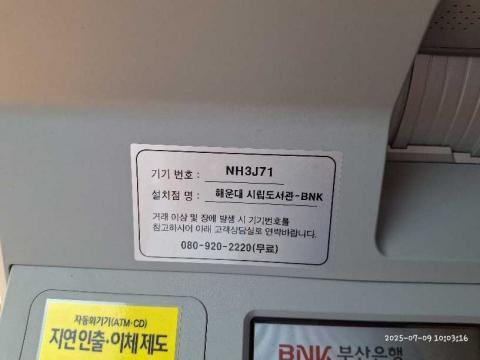 기기 번호 : NH3J71
설치점 명 : 해운대 시립도서관-BNK
거래 이상 및 장애 발생 시 기기번호를
참고하시어 아래 고객상담실로 연락바랍니다.
080-920-2220(무료)
자동화기기(ATM·CD)
지연인출·이체제도
BNK 부산은행
2025-07-09 10:03:16